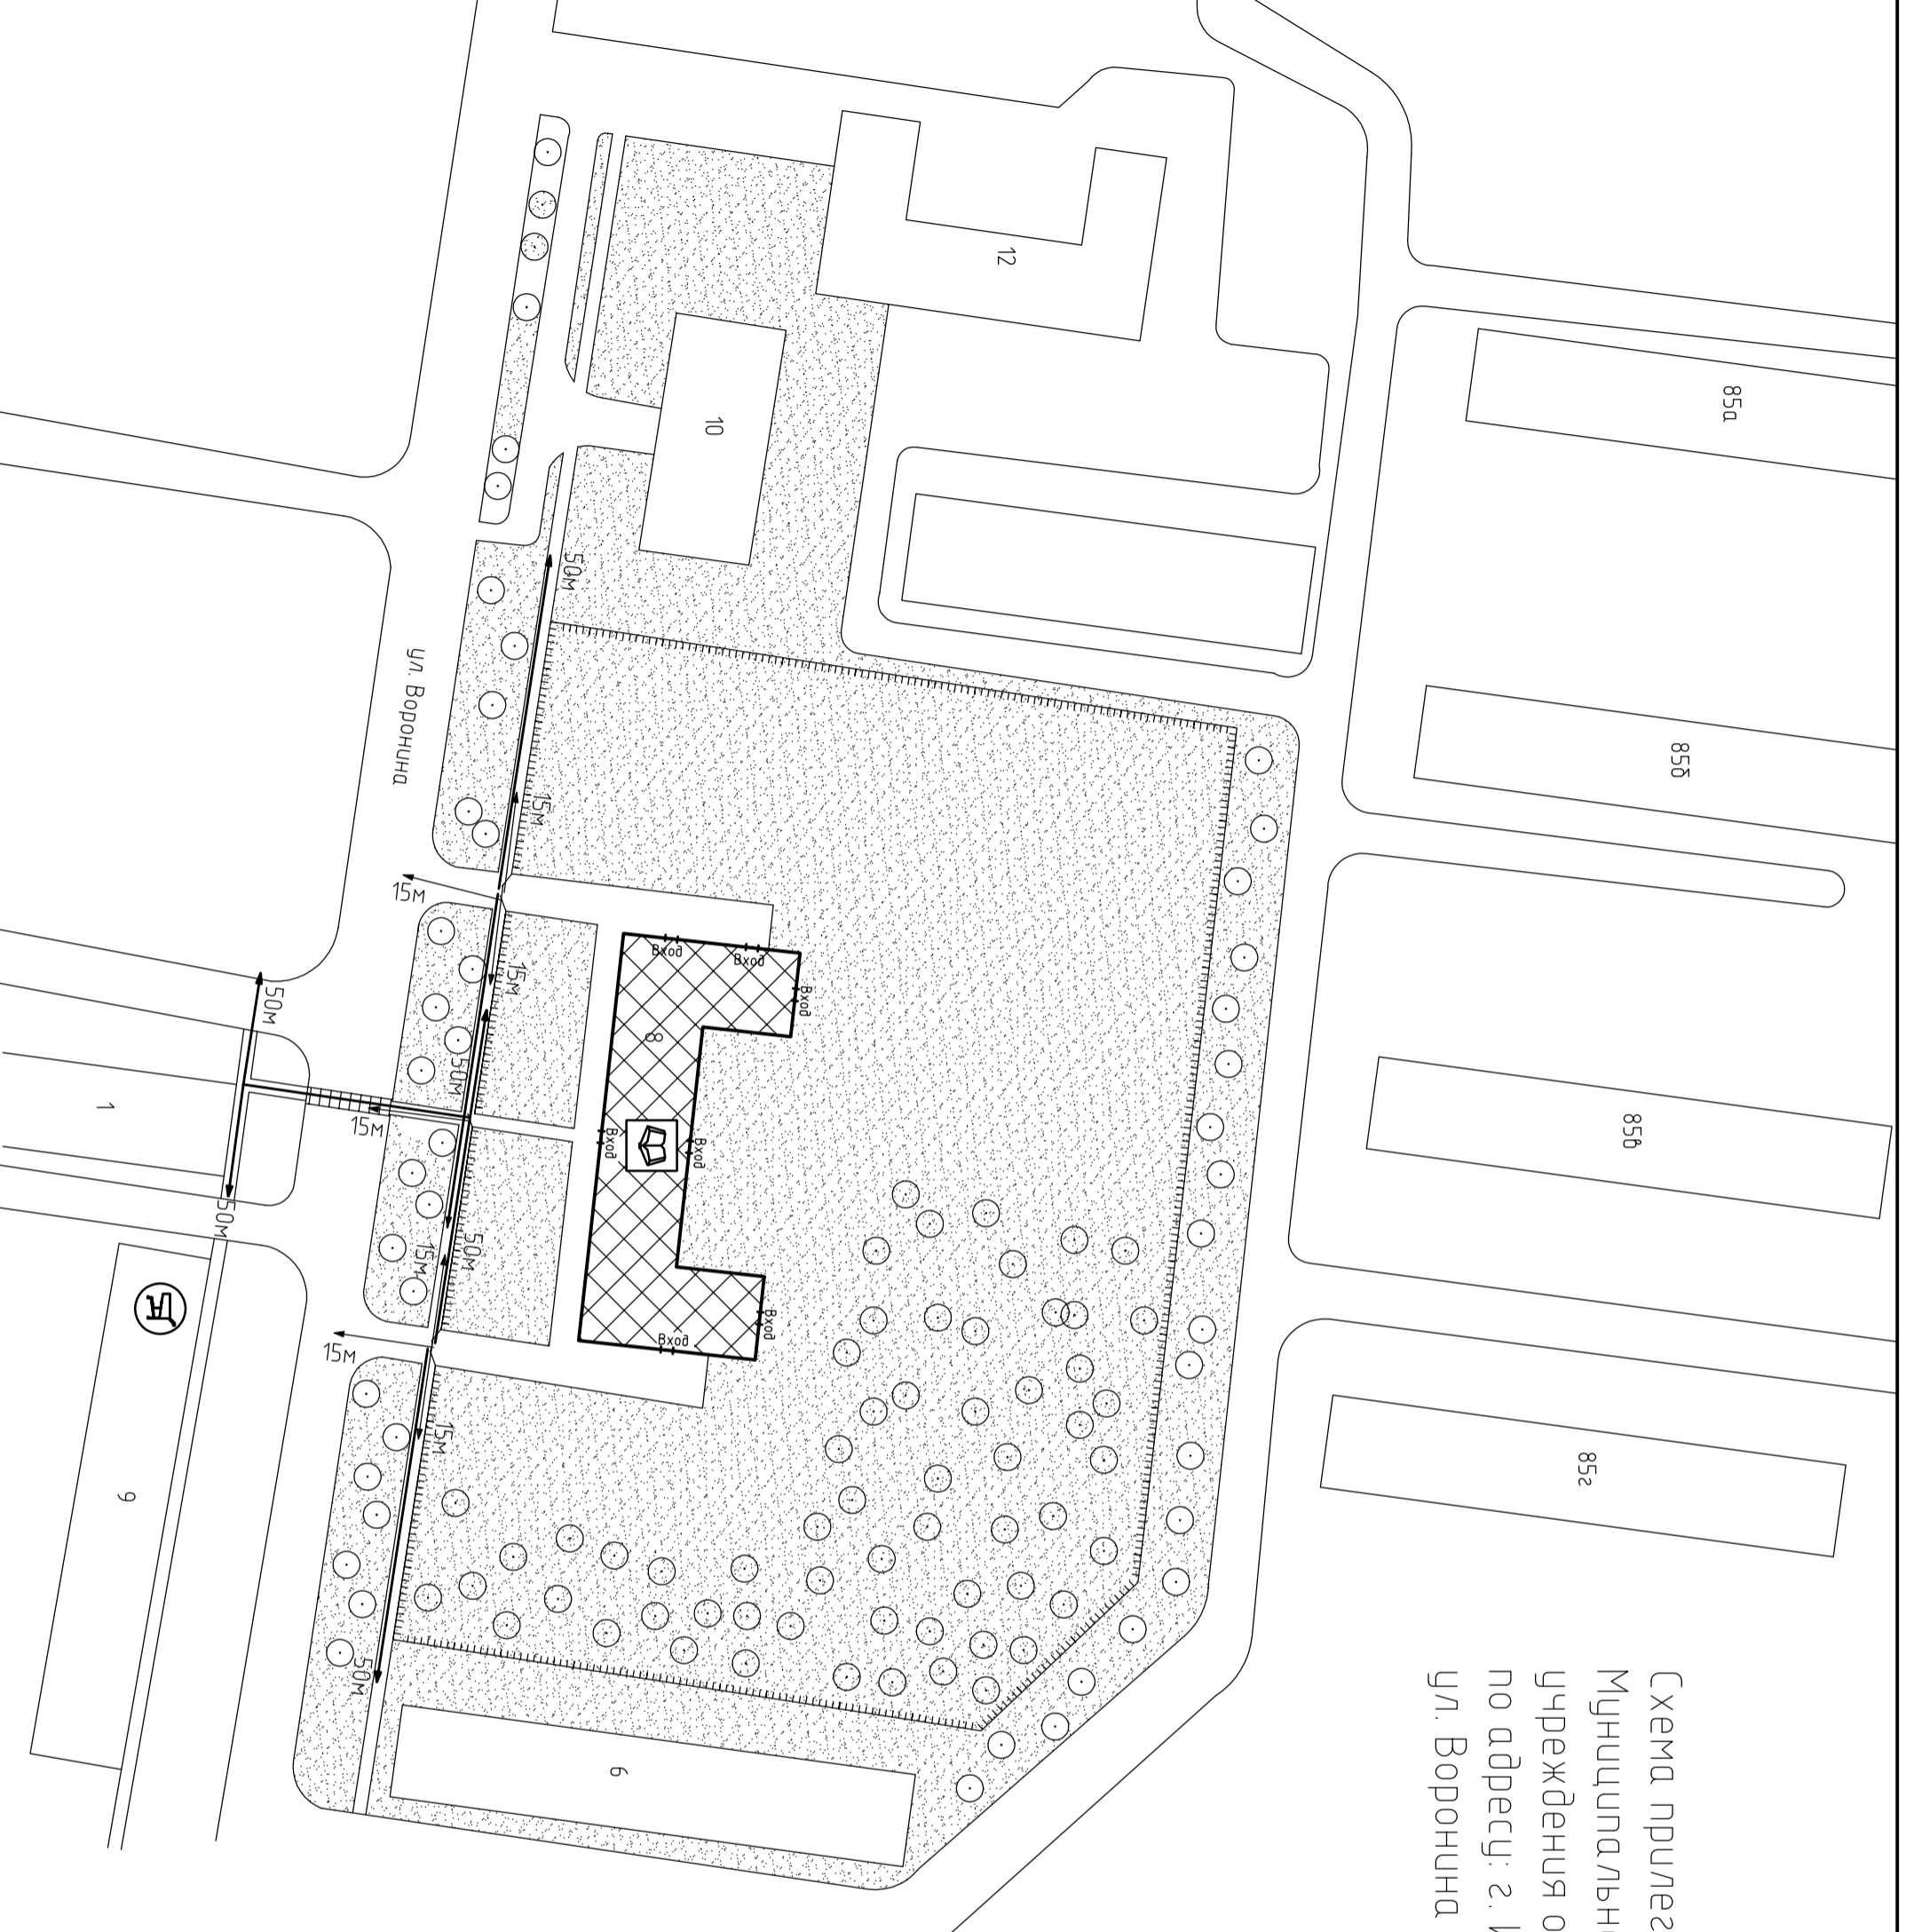 Схема прилег
Муниципальн
учреждения о
по адресу: г. И
ул. Воронина
85а
85б
85в
85г
12
10
50м
15м
ул. Воронина
15м
15м
Вход
Вход
Вход
8
50м
50м
15м
Вход
Вход
1
50м
50м
15м
15м
Вход
Вход
15м
9
50м
6